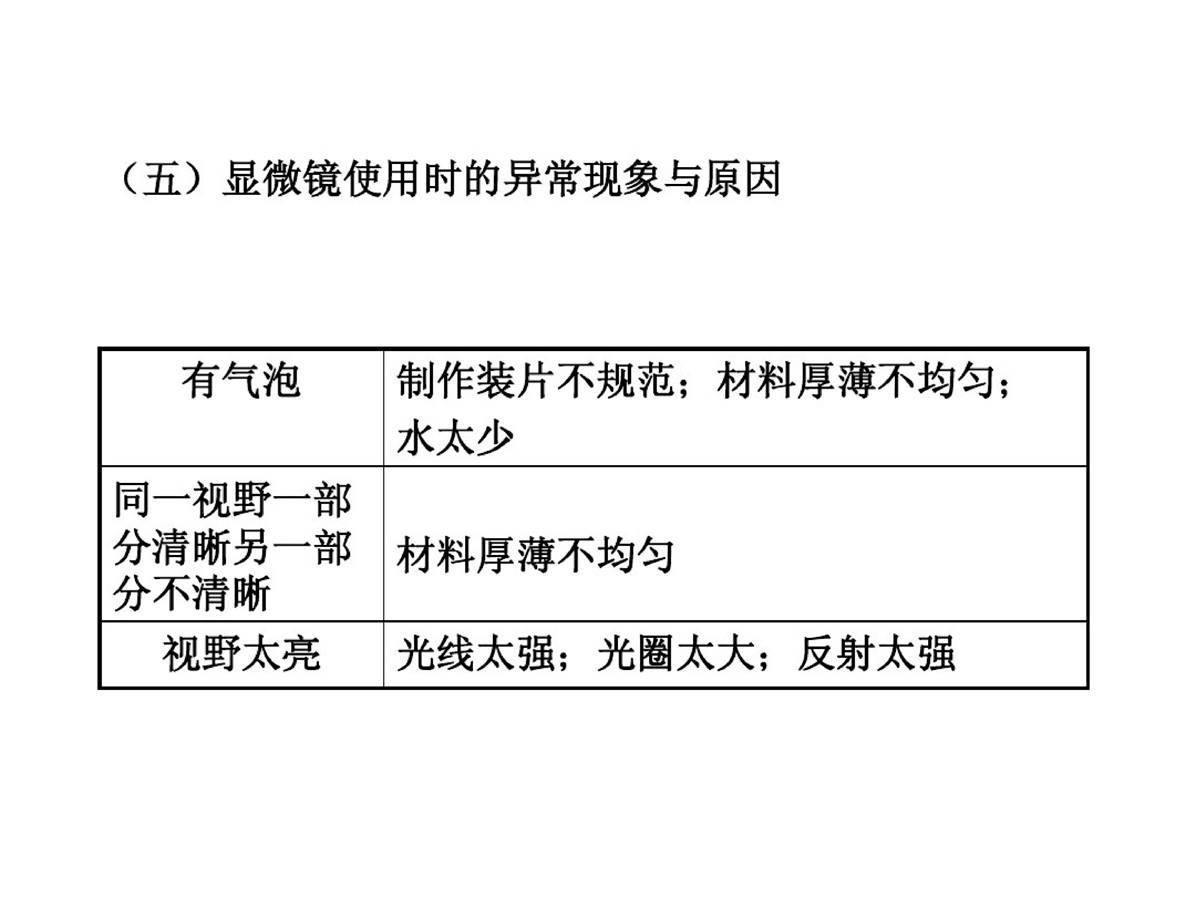 （五）显微镜使用时的异常现象与原因
有气泡
制作装片不规范；材料厚薄不均匀；
水太少
同一视野一部
分清晰另一部
分不清晰
材料厚薄不均匀
视野太亮
光线太强；光圈太大；反射太强